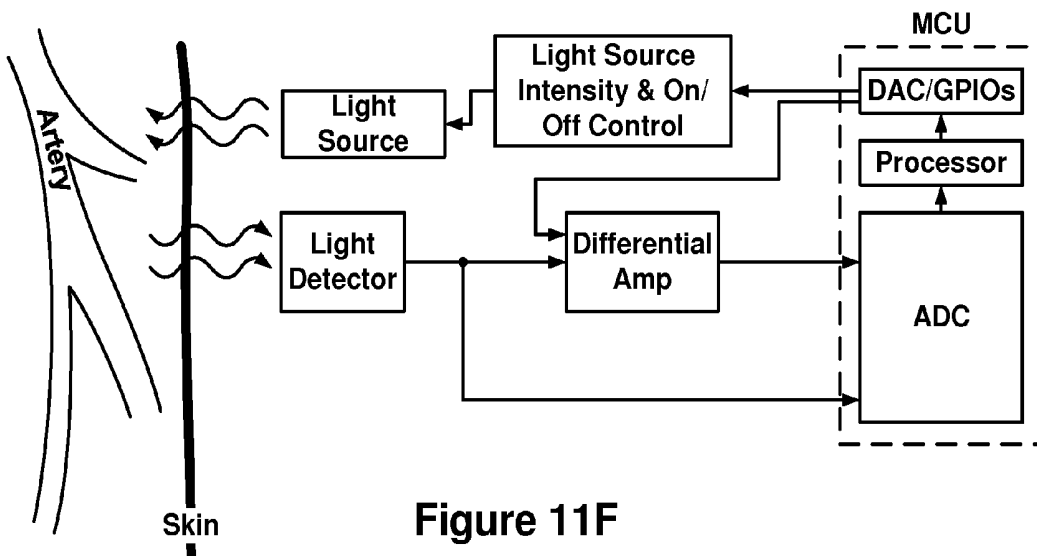 MCU
Light Source
Intensity & On/
Off Control
DAC/GPIOs
Light
Source
Processor
Artery
Light
Detector
Differential
Amp
ADC
Skin
Figure 11F